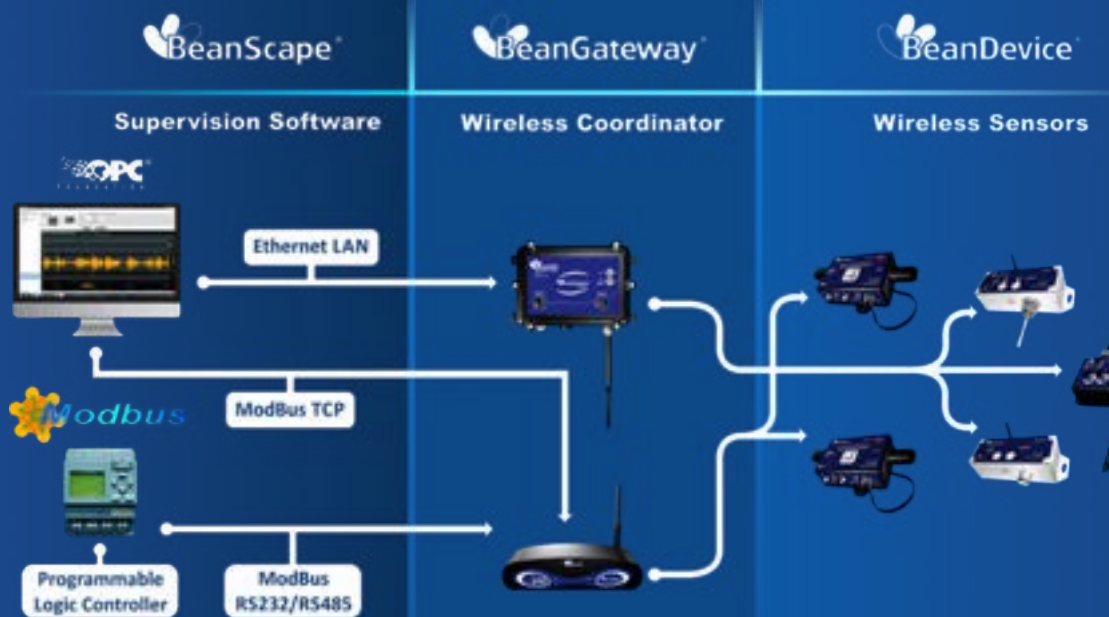 BeanScape®
BeanGateway®
BeanDevice®
Supervision Software
Wireless Coordinator
Wireless Sensors
OPC®
FOUNDATION
Ethernet LAN
ModBus TCP
Modbus
Programmable
Logic Controller
ModBus
RS232/RS485